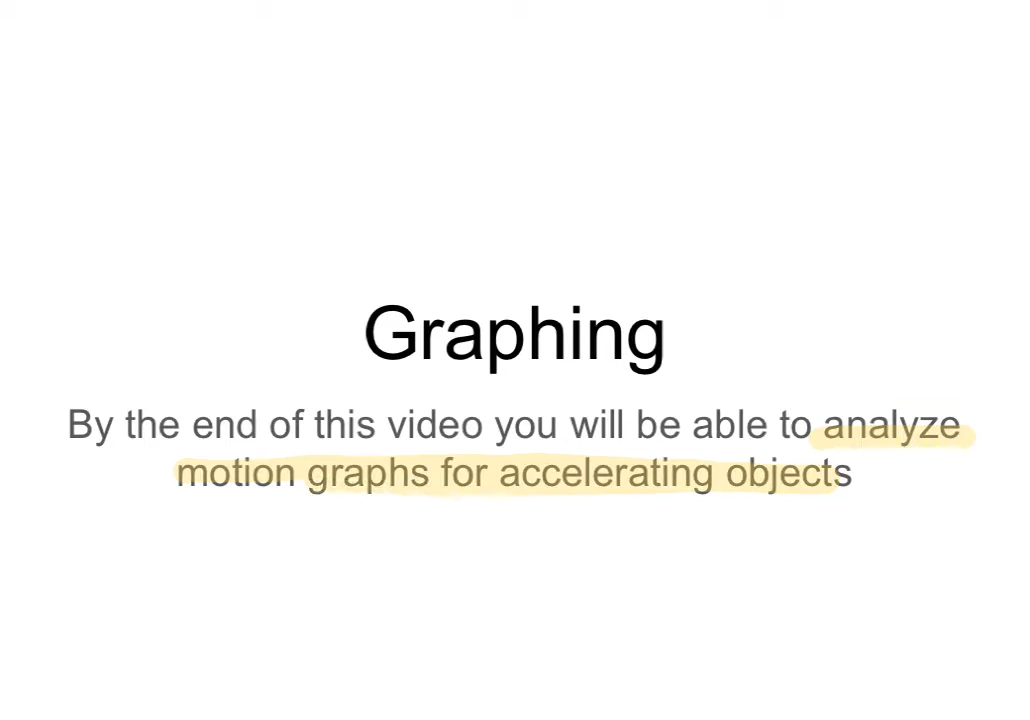 Graphing
By the end of this video you will be able to analyze
motion graphs for accelerating objects